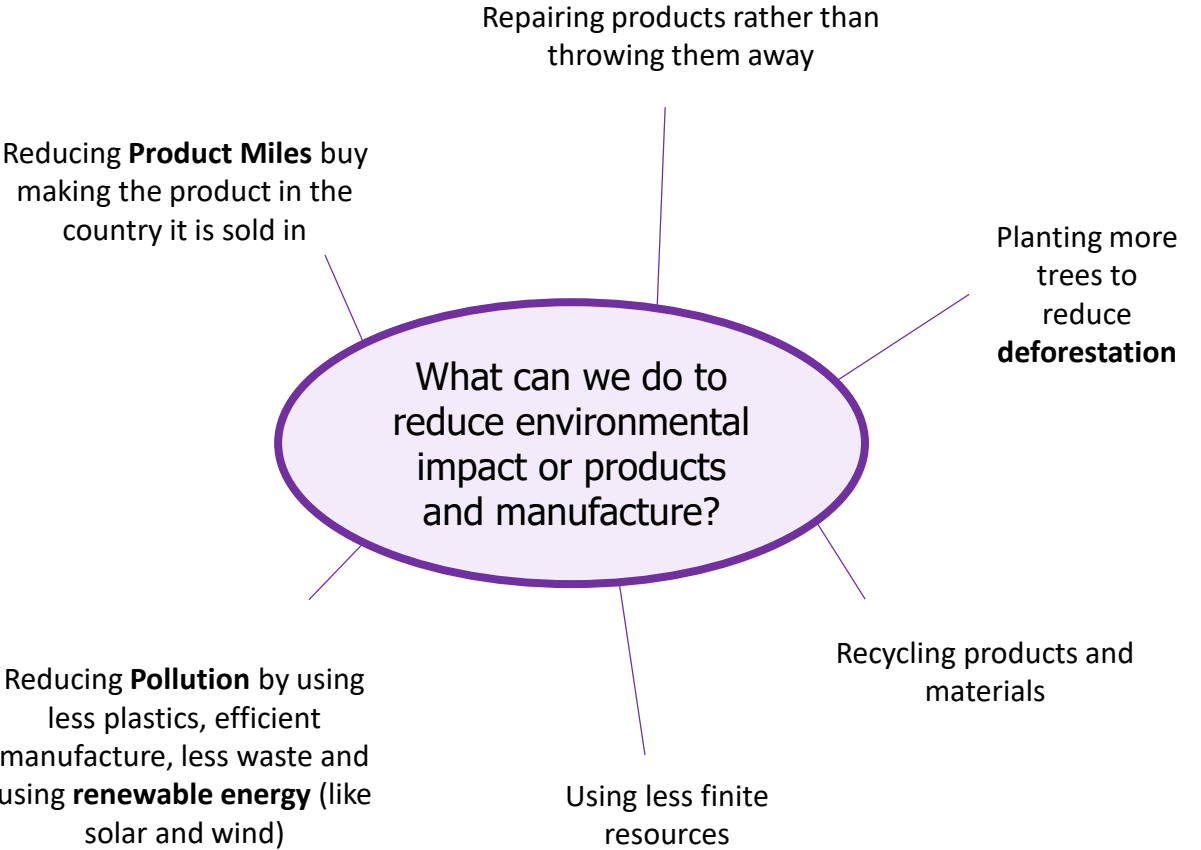 Repairing products rather than
throwing them away
Reducing Product Miles buy
making the product in the
country it is sold in
Planting more
trees to
reduce
deforestation
What can we do to
reduce environmental
impact or products
and manufacture?
Recycling products and
materials
Reducing Pollution by using
less plastics, efficient
manufacture, less waste and
using renewable energy (like
solar and wind)
Using less finite
resources